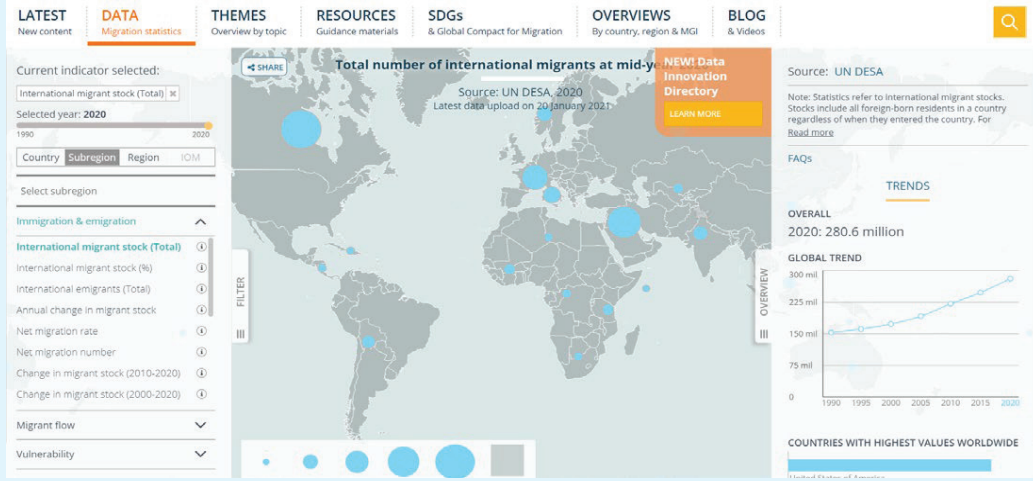 LATEST
New content
DATA
Migration statistics
THEMES
Overview by topic
RESOURCES
Guidance materials
SDGs
& Global Compact for Migration
OVERVIEWS
By country, region & MGI
BLOG
& Videos
Current indicator selected:
International migrant stock (Total) ×
Selected year: 2020
1990
2020
Country
Subregion
Region
IOM
Select subregion
Immigration & emigration
International migrant stock (Total)
International migrant stock (%)
International emigrants (Total)
Annual change in migrant stock
Net migration rate
Net migration number
Change in migrant stock (2010-2020)
Change in migrant stock (2000-2020)
Migrant flow
Vulnerability
SHARE
Total number of international migrants at mid-ye
Source: UN DESA, 2020
Latest data upload on 20 January 2021
NEW! Data
Innovation
Directory
LEARN MORE
FILTER
OVERVIEW
Source: UN DESA
Note: Statistics refer to international migrant stocks.
Stocks include all foreign-born residents in a country
regardless of when they entered the country. For
Read more
FAQs
TRENDS
OVERALL
2020: 280.6 million
GLOBAL TREND
300 mil
225 mil
150 mil
75 mil
0
1990 1995 2000 2005 2010 2015 2020
COUNTRIES WITH HIGHEST VALUES WORLDWIDE
United States of America